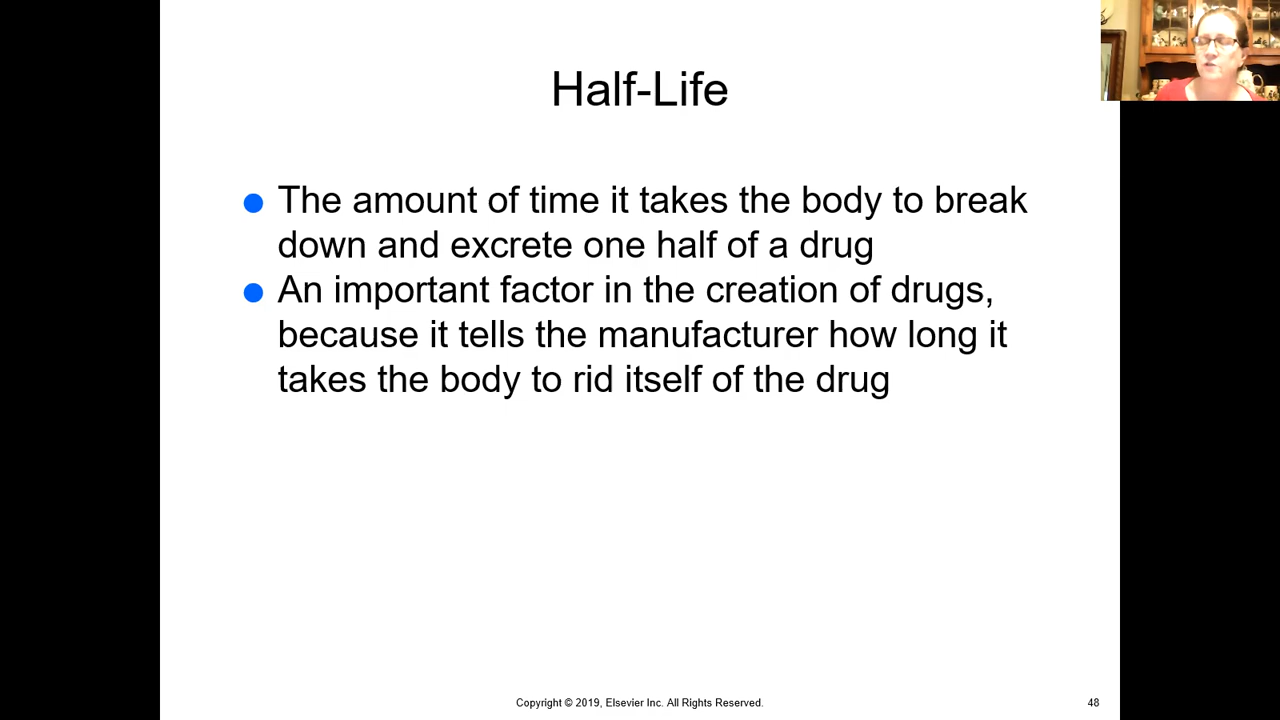 Half-Life
The amount of time it takes the body to break
down and excrete one half of a drug
An important factor in the creation of drugs,
because it tells the manufacturer how long it
takes the body to rid itself of the drug
Copyright © 2019, Elsevier Inc. All Rights Reserved.
48